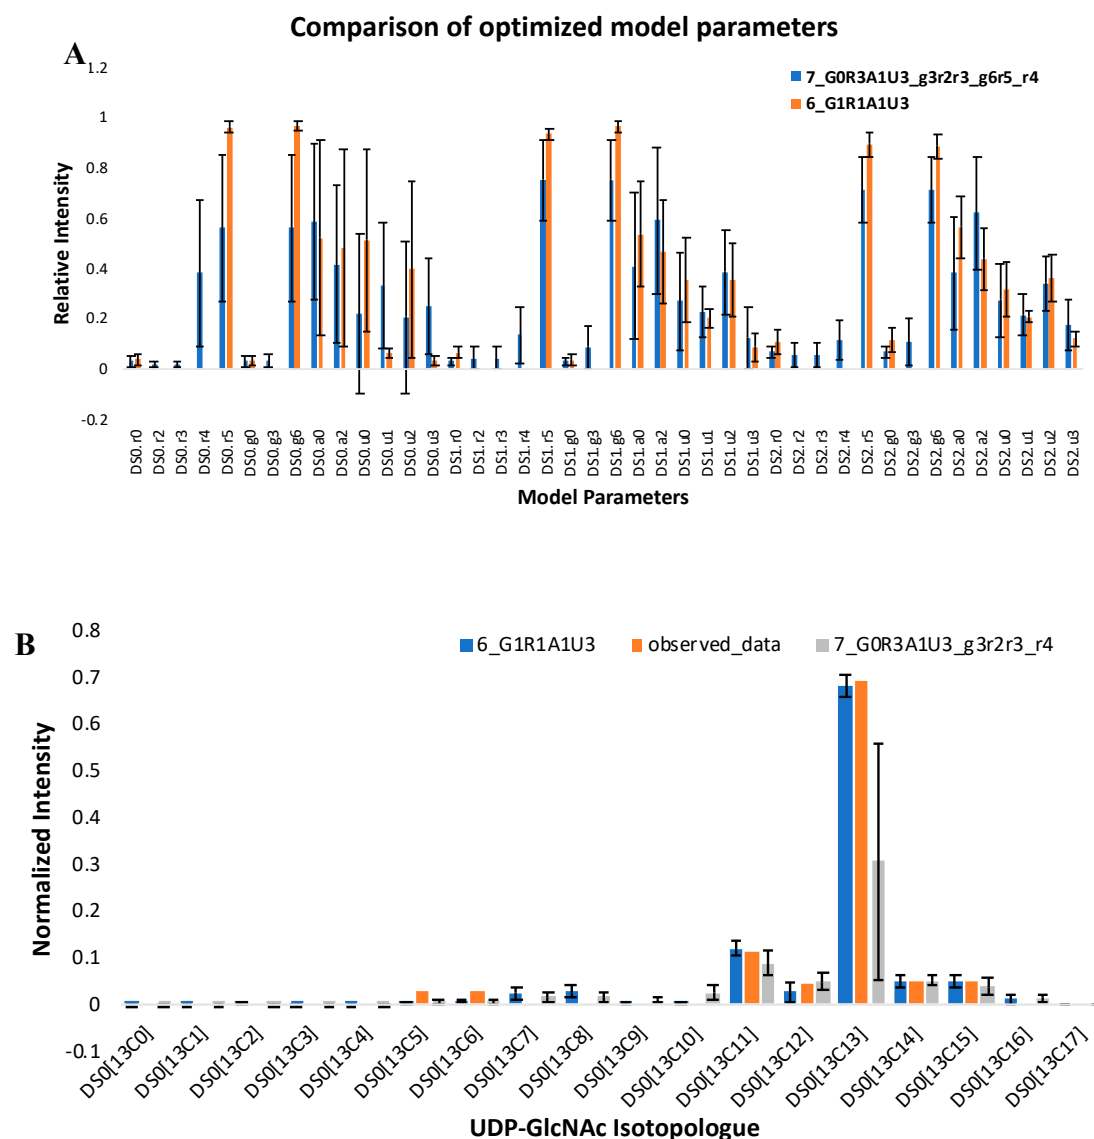 Comparison of optimized model parameters
A
1.2
1
0.8
0.6
0.4
0.2
0
-0.2
Relative Intensity
7_G0R3A1U3_g3r2r3_g6r5_r4
6_G1R1A1U3
DS0.r0
DS0.r2
DS0.r3
DS0.r4
DS0.r5
DS0.g0
DS0.g3
DS0.g6
DS0.a0
DS0.a2
DS0.u0
DS0.u1
DS0.u2
DS0.u3
DS1.r0
DS1.r2
DS1.r3
DS1.r4
DS1.r5
DS1.g0
DS1.g3
DS1.g6
DS1.a0
DS1.a2
DS1.u0
DS1.u1
DS1.u2
DS1.u3
DS2.r0
DS2.r2
DS2.r3
DS2.r4
DS2.r5
DS2.g0
DS2.g3
DS2.g6
DS2.a0
DS2.a2
DS2.u0
DS2.u1
DS2.u2
DS2.u3
Model Parameters
B
0.8
0.7
0.6
0.5
0.4
0.3
0.2
0.1
0
-0.1
Normalized Intensity
6_G1R1A1U3 observed_data 7_G0R3A1U3_g3r2r3_r4
DS0[13C0]
DS0[13C1]
DS0[13C2]
DS0[13C3]
DS0[13C4]
DS0[13C5]
DS0[13C6]
DS0[13C7]
DS0[13C8]
DS0[13C9]
DS0[13C10]
DS0[13C11]
DS0[13C12]
DS0[13C13]
DS0[13C14]
DS0[13C15]
DS0[13C16]
DS0[13C17]
UDP-GlcNAc Isotopologue